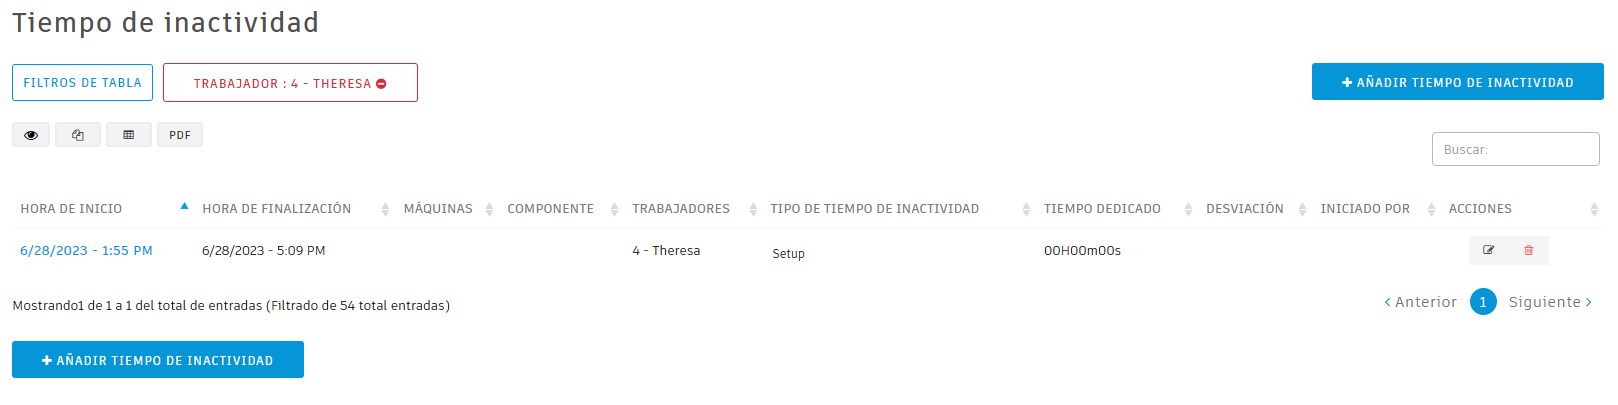 Tiempo de inactividad
FILTROS DE TABLA
TRABAJADOR : 4 - THERESA
AÑADIR TIEMPO DE INACTIVIDAD
PDF
Buscar:
HORA DE INICIO HORA DE FINALIZACIÓN MÁQUINAS COMPONENTE TRABAJADORES TIPO DE TIEMPO DE INACTIVIDAD TIEMPO DEDICADO DESVIACIÓN INICIADO POR ACCIONES
6/28/2023 - 1:55 PM 6/28/2023 - 5:09 PM 4 - Theresa Setup 00H00m00s
Mostrando1 de 1 a 1 del total de entradas (Filtrado de 54 total entradas)
Anterior 1 Siguiente
AÑADIR TIEMPO DE INACTIVIDAD